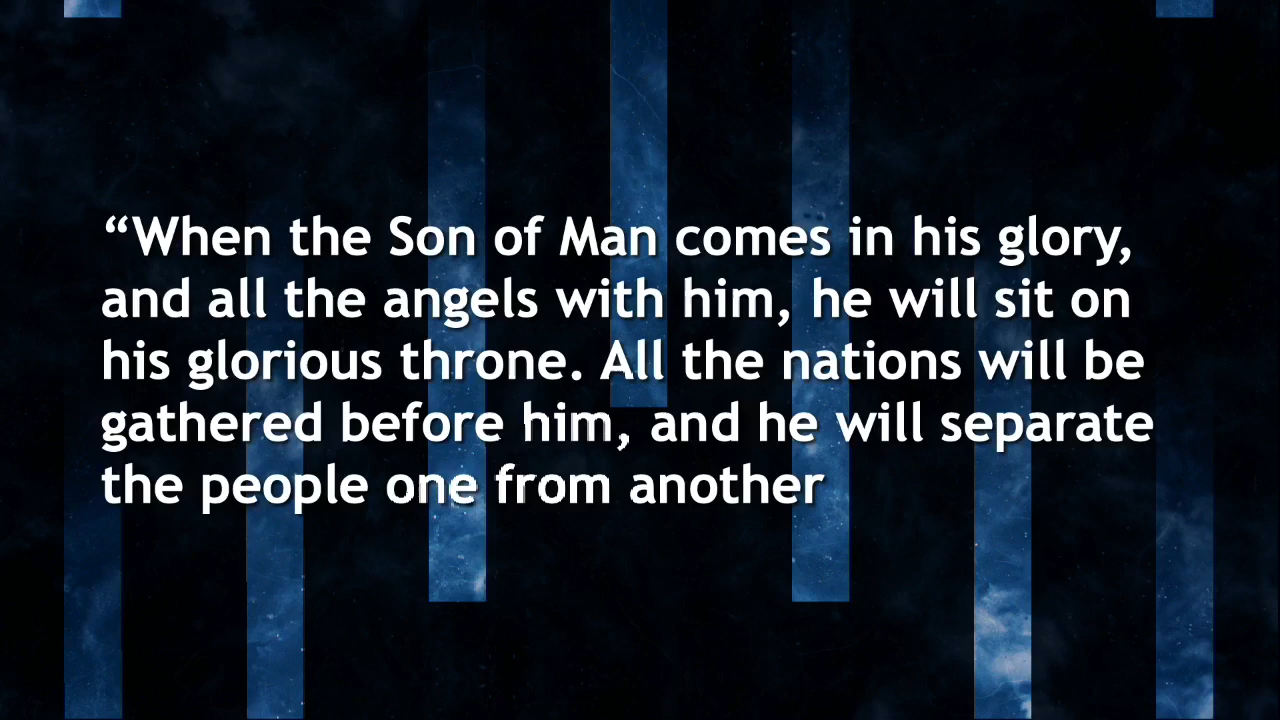 “When the Son of Man comes in his glory,
and all the angels with him, he will sit on
his glorious throne. All the nations will be
gathered before him, and he will separate
the people one from another